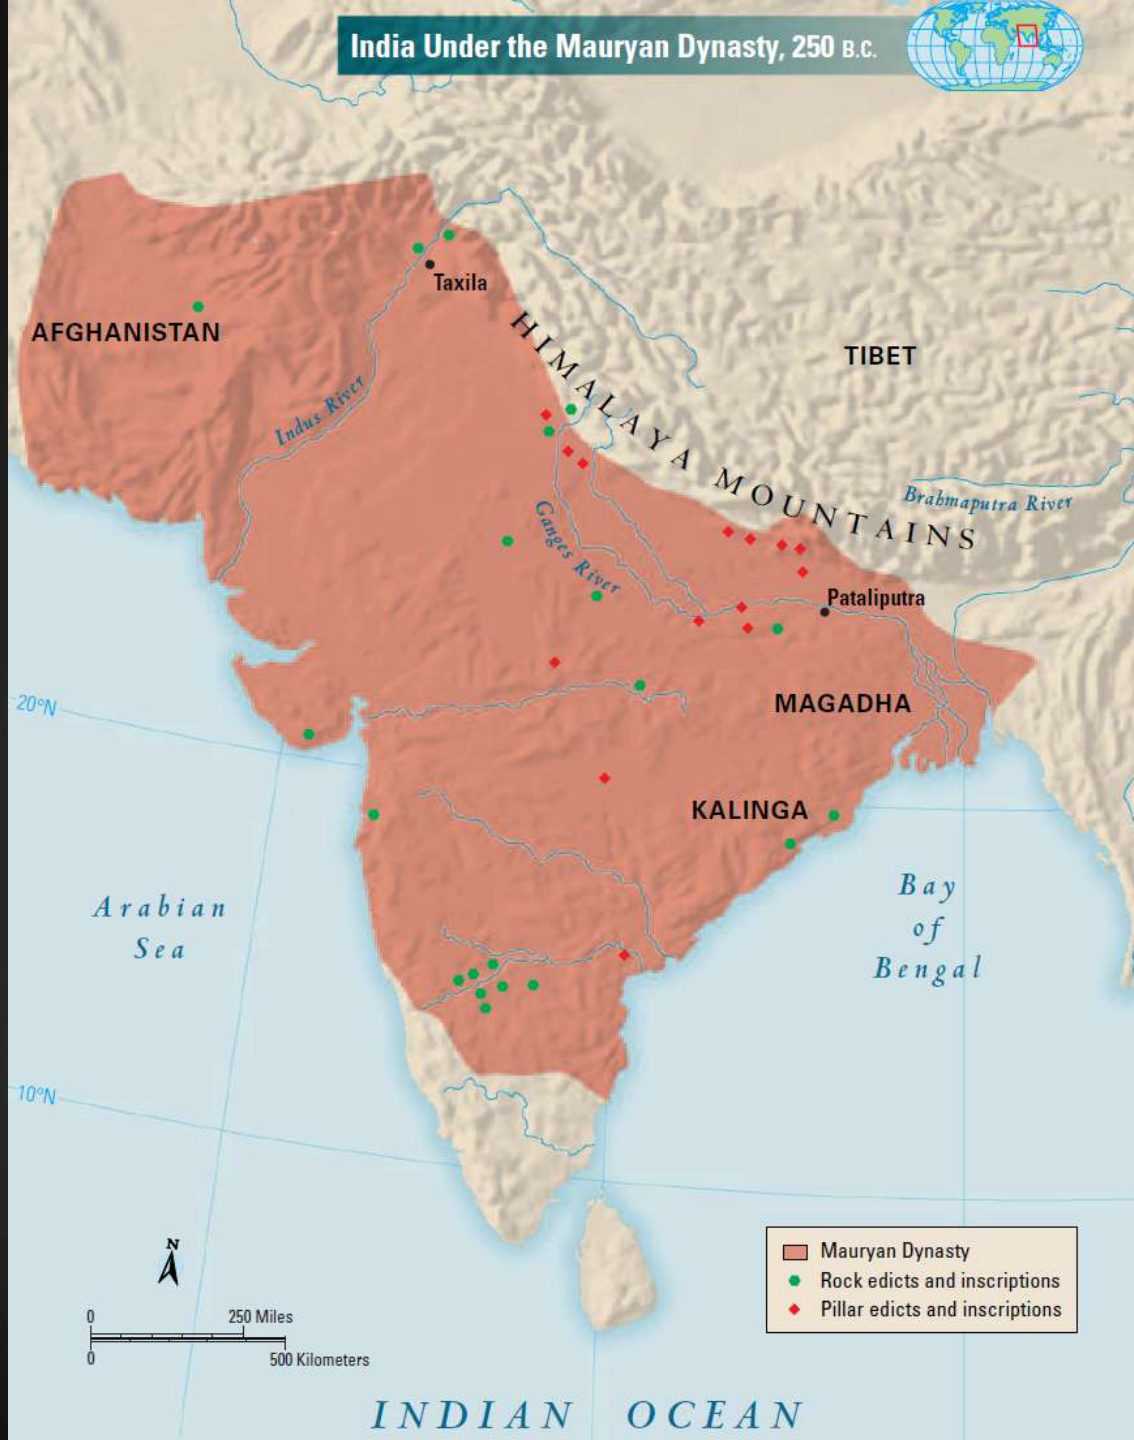 India Under the Mauryan Dynasty, 250 B.C.
Taxila
AFGHANISTAN
HIMALAYA MOUNTAINS
TIBET
Indus River
Brahmaputra River
Ganges River
Pataliputra
20°N
MAGADHA
KALINGA
Arabian
Sea
Bay
of
Bengal
10°N
N
0 250 Miles
0 500 Kilometers
Mauryan Dynasty
Rock edicts and inscriptions
Pillar edicts and inscriptions
INDIAN OCEAN